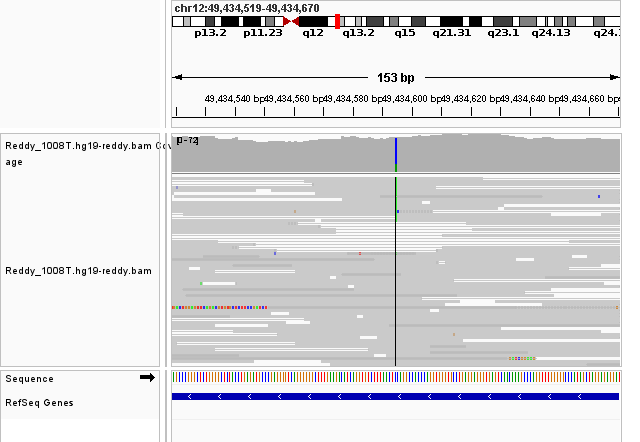 chr12:49,434,519-49,434,670
p13.2 p11.23 q12 q13.2 q15 q21.31 q23.1 q24.13 q24.
153 bp
49,434,540 bp 49,434,560 bp 49,434,580 bp 49,434,600 bp 49,434,620 bp 49,434,640 bp 49,434,660 bp
Reddy_1008T.hg19-reddy.bam Cov
age
[0-72]
Reddy_1008T.hg19-reddy.bam
Sequence
RefSeq Genes